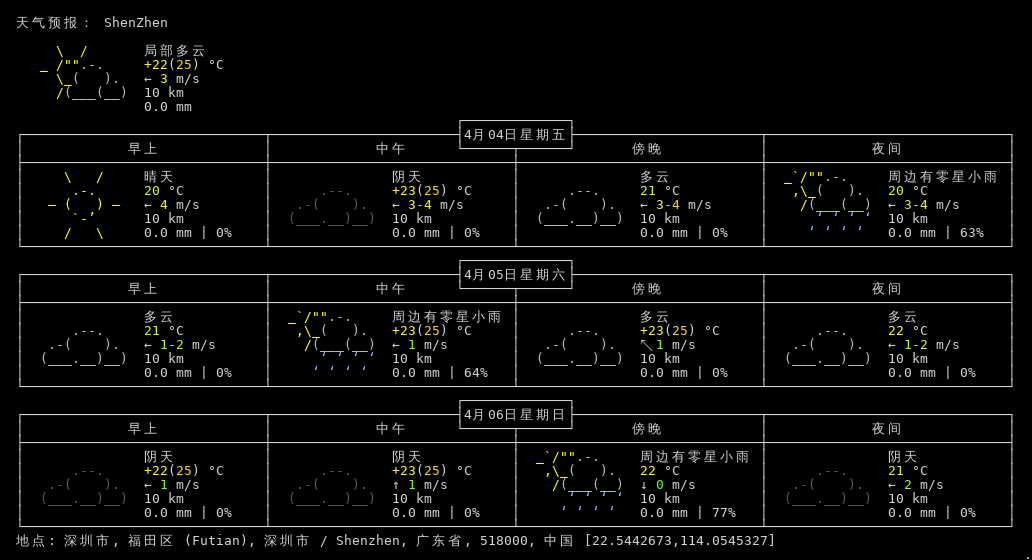 天气预报： ShenZhen
局部多云
+22(25) °C
← 3 m/s
10 km
0.0 mm
4月04日星期五
早上 中午 傍晚 夜间
晴天 阴天 多云 周边有零星小雨
20 °C +23(25) °C 21 °C 20 °C
← 4 m/s ← 3-4 m/s ← 3-4 m/s ← 3-4 m/s
10 km 10 km 10 km 10 km
0.0 mm | 0% 0.0 mm | 0% 0.0 mm | 0% 0.0 mm | 63%
4月05日星期六
早上 中午 傍晚 夜间
多云 周边有零星小雨 多云 多云
21 °C +23(25) °C +23(25) °C 22 °C
← 1-2 m/s ← 1 m/s ↖ 1 m/s ← 1-2 m/s
10 km 10 km 10 km 10 km
0.0 mm | 0% 0.0 mm | 64% 0.0 mm | 0% 0.0 mm | 0%
4月06日星期日
早上 中午 傍晚 夜间
阴天 阴天 周边有零星小雨 阴天
+22(25) °C +23(25) °C 22 °C 21 °C
← 1 m/s ↑ 1 m/s ↓ 0 m/s ← 2 m/s
10 km 10 km 10 km 10 km
0.0 mm | 0% 0.0 mm | 0% 0.0 mm | 77% 0.0 mm | 0%
地点: 深圳市, 福田区 (Futian), 深圳市 / Shenzhen, 广东省, 518000, 中国 [22.5442673,114.0545327]